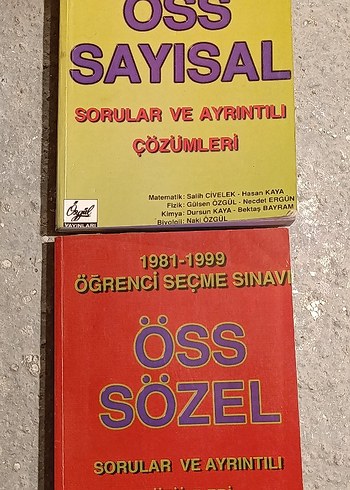 ÖSS
SAYISAL
SORULAR VE AYRINTILI
ÇÖZÜMLERİ
Matematik: Salih CİVELEK - Hasan KAYA
Fizik: Gülsen ÖZGÜL - Necdet ERGÜN
Kimya: Dursun KAYA - Bektaş BAYRAM
Biyoloji: Naki ÖZGÜL
Özgül
YAYINLARI
1981-1999
ÖĞRENCİ SEÇME SINAVI
ÖSS
SÖZEL
SORULAR VE AYRINTILI